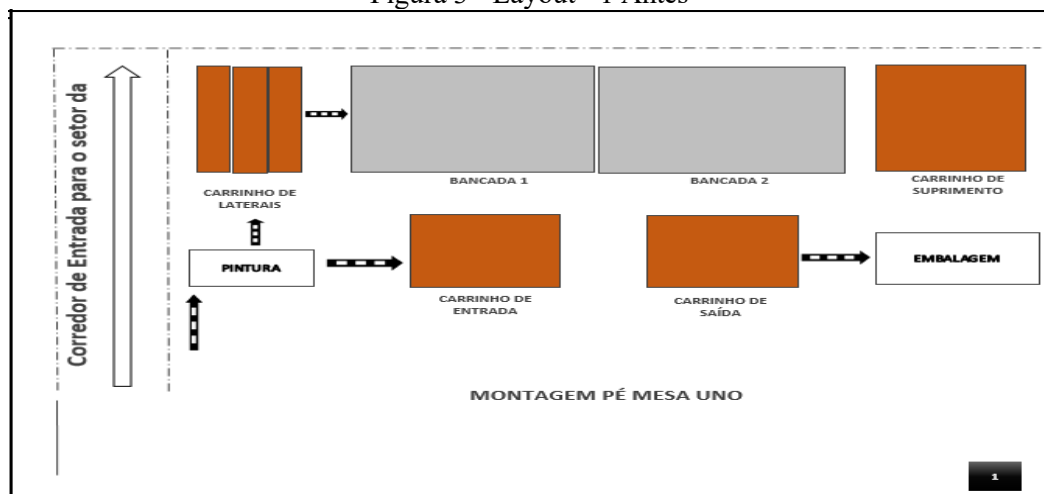 Figura 3 - Layout - 1 Antes
Corredor de Entrada para o setor da
CARRINHO DE
LATERAIS
BANCADA 1
BANCADA 2
CARRINHO DE
SUPRIMENTO
PINTURA
CARRINHO DE
ENTRADA
CARRINHO DE
SAÍDA
EMBALAGEM
MONTAGEM PÉ MESA UNO
1